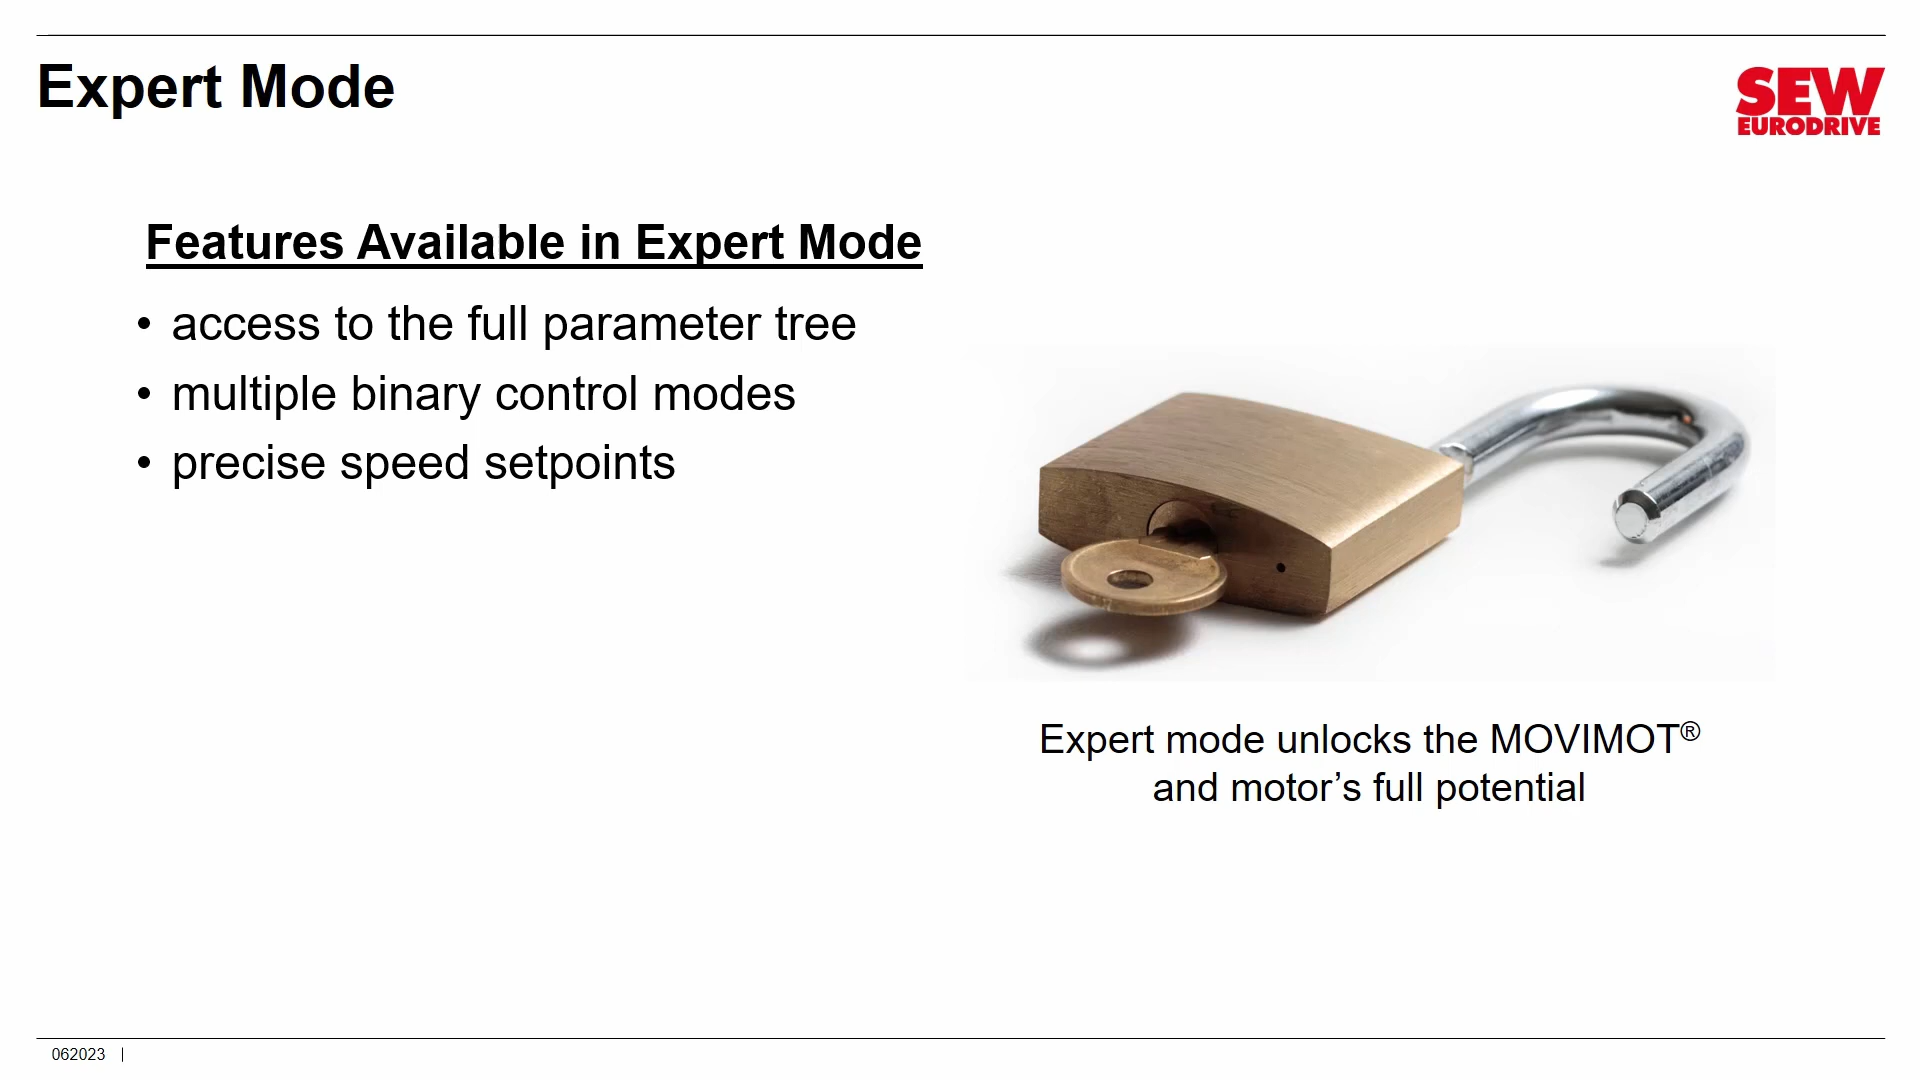 Expert Mode
SEW
EURODRIVE
Features Available in Expert Mode
• access to the full parameter tree
• multiple binary control modes
• precise speed setpoints
Expert mode unlocks the MOVIMOT®
and motor’s full potential
062023 |